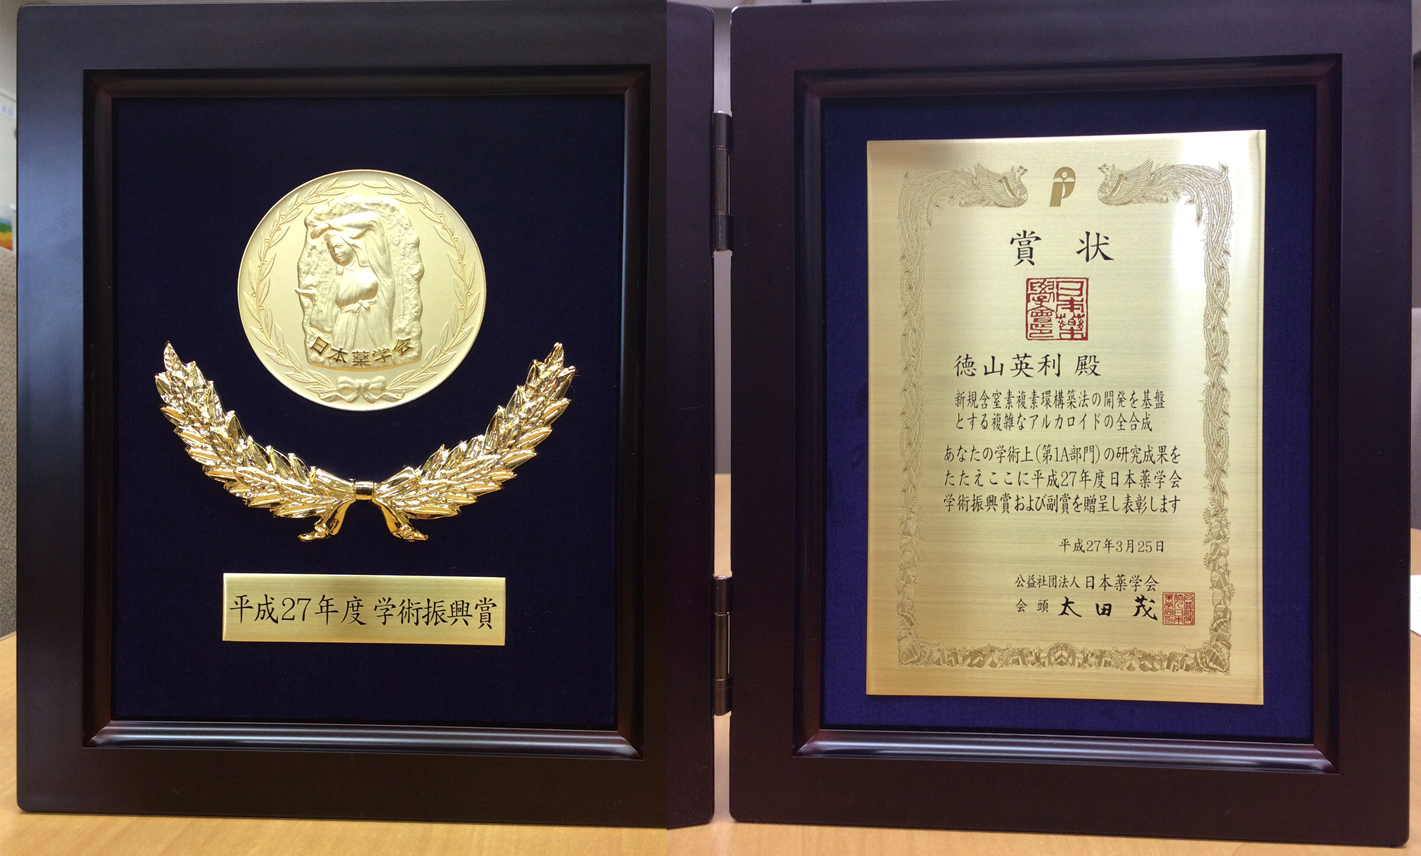 日本薬学会
平成27年度 学術振興賞
賞 状
日本薬
學會印
徳山英利 殿
新規含窒素複素環構築法の開発を基盤
とする複雑なアルカロイドの全合成
あなたの学術上(第1A部門)の研究成果を
たたえここに平成27年度日本薬学会
学術振興賞および副賞を贈呈し表彰します
平成27年3月25日
公益社団法人 日本薬学会
会 頭 太田 茂